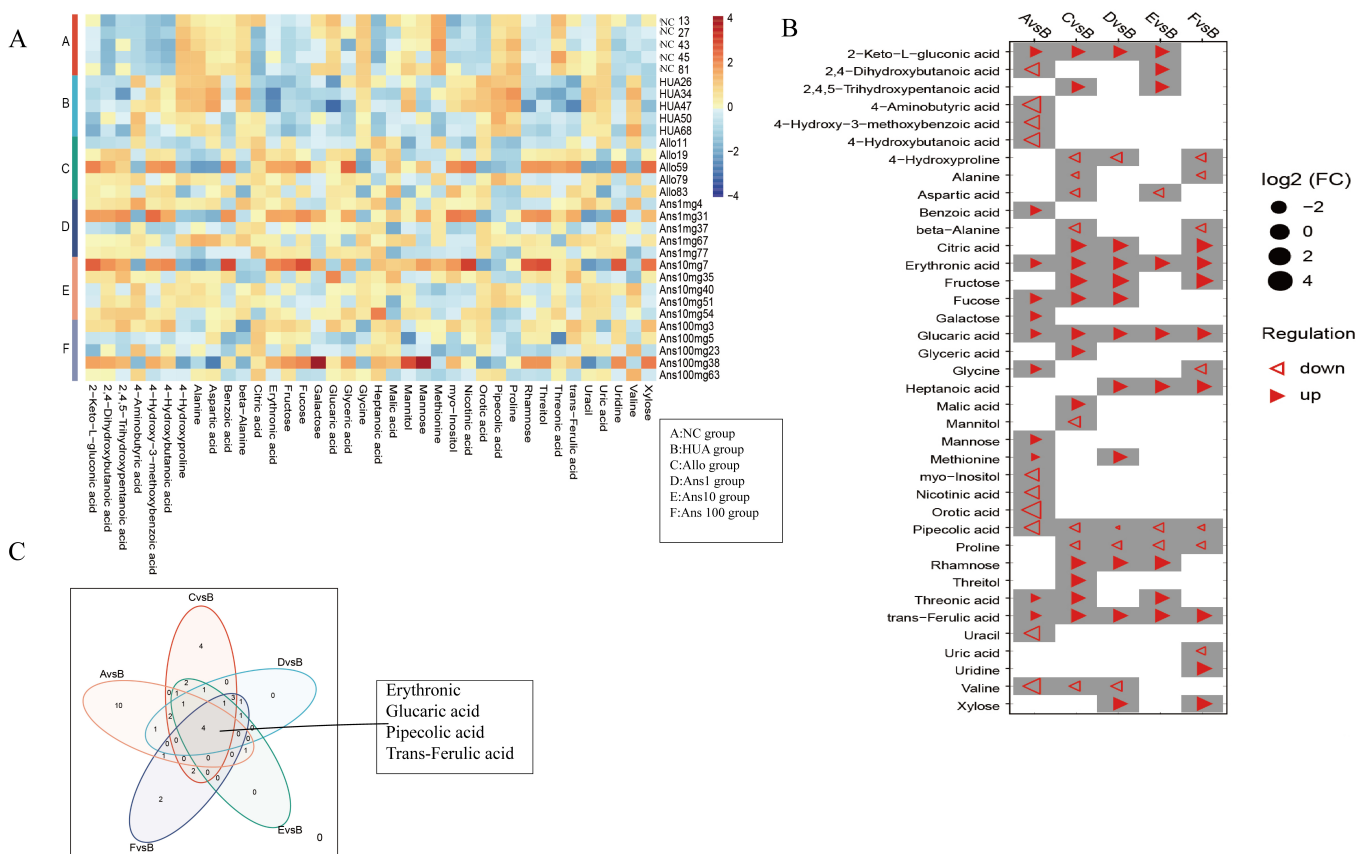 A
A
B
C
D
E
F
NC 13
NC 27
NC 43
NC 45
NC 81
HUA26
HUA34
HUA47
HUA50
HUA68
Allo11
Allo19
Allo59
Allo79
Allo83
Ans1mg4
Ans1mg31
Ans1mg37
Ans1mg67
Ans1mg77
Ans10mg7
Ans10mg35
Ans10mg40
Ans10mg51
Ans10mg54
Ans100mg3
Ans100mg5
Ans100mg23
Ans100mg38
Ans100mg63
4
2
0
−2
−4
2−Keto−L−gluconic acid
2,4−Dihydroxybutanoic acid
2,4,5−Trihydroxypentanoic acid
4−Aminobutyric acid
4−Hydroxy−3−methoxybenzoic acid
4−Hydroxybutanoic acid
4−Hydroxyproline
Alanine
Aspartic acid
Benzoic acid
beta−Alanine
Citric acid
Erythronic acid
Fructose
Fucose
Galactose
Glucaric acid
Glyceric acid
Glycine
Heptanoic acid
Malic acid
Mannitol
Mannose
Methionine
myo−Inositol
Nicotinic acid
Orotic acid
Pipecolic acid
Proline
Rhamnose
Threitol
Threonic acid
trans−Ferulic acid
Uracil
Uric acid
Uridine
Valine
Xylose
A:NC group
B:HUA group
C:Allo group
D:Ans1 group
E:Ans10 group
F:Ans 100 group
B
AvsB
CvsB
DvsB
EvsB
FvsB
2−Keto−L−gluconic acid
2,4−Dihydroxybutanoic acid
2,4,5−Trihydroxypentanoic acid
4−Aminobutyric acid
4−Hydroxy−3−methoxybenzoic acid
4−Hydroxybutanoic acid
4−Hydroxyproline
Alanine
Aspartic acid
Benzoic acid
beta−Alanine
Citric acid
Erythronic acid
Fructose
Fucose
Galactose
Glucaric acid
Glyceric acid
Glycine
Heptanoic acid
Malic acid
Mannitol
Mannose
Methionine
myo−Inositol
Nicotinic acid
Orotic acid
Pipecolic acid
Proline
Rhamnose
Threitol
Threonic acid
trans−Ferulic acid
Uracil
Uric acid
Uridine
Valine
Xylose
log2 (FC)
−2
0
2
4
Regulation
down
up
C
CvsB
DvsB
AvsB
FvsB
EvsB
4
0
10
4
2
0
0
Erythronic
Glucaric acid
Pipecolic acid
Trans-Ferulic acid